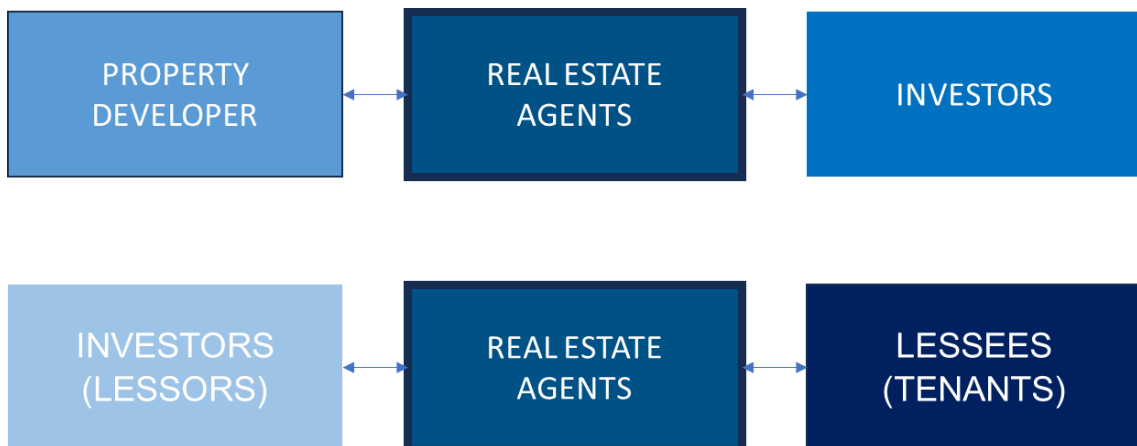 PROPERTY
DEVELOPER
REAL ESTATE
AGENTS
INVESTORS
INVESTORS
(LESSORS)
REAL ESTATE
AGENTS
LESSEES
(TENANTS)